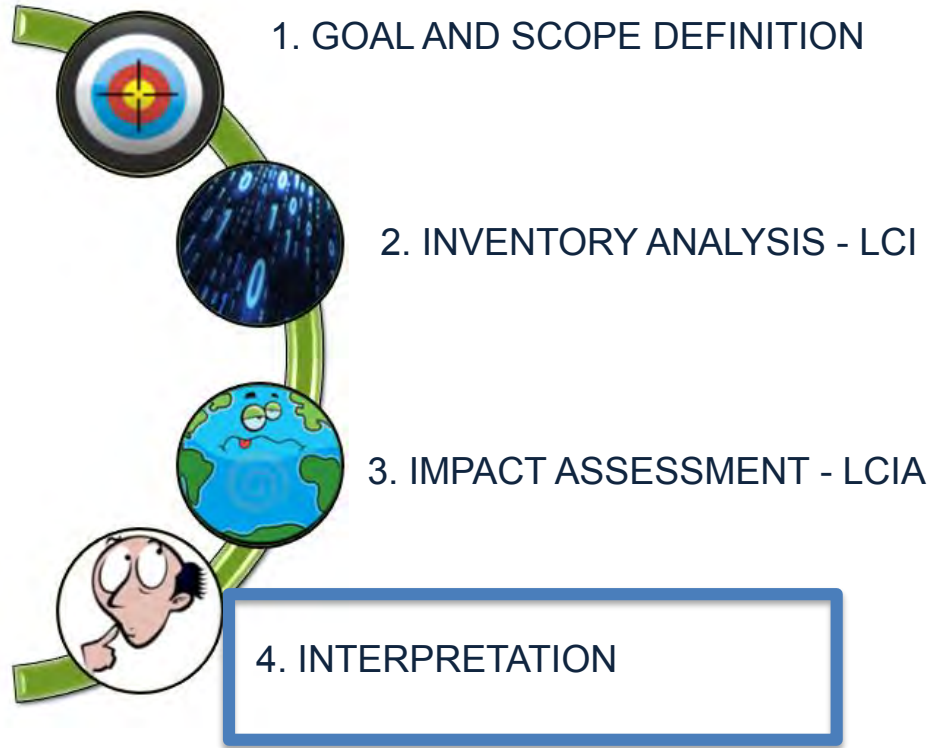 1. GOAL AND SCOPE DEFINITION
2. INVENTORY ANALYSIS - LCI
3. IMPACT ASSESSMENT - LCIA
4. INTERPRETATION